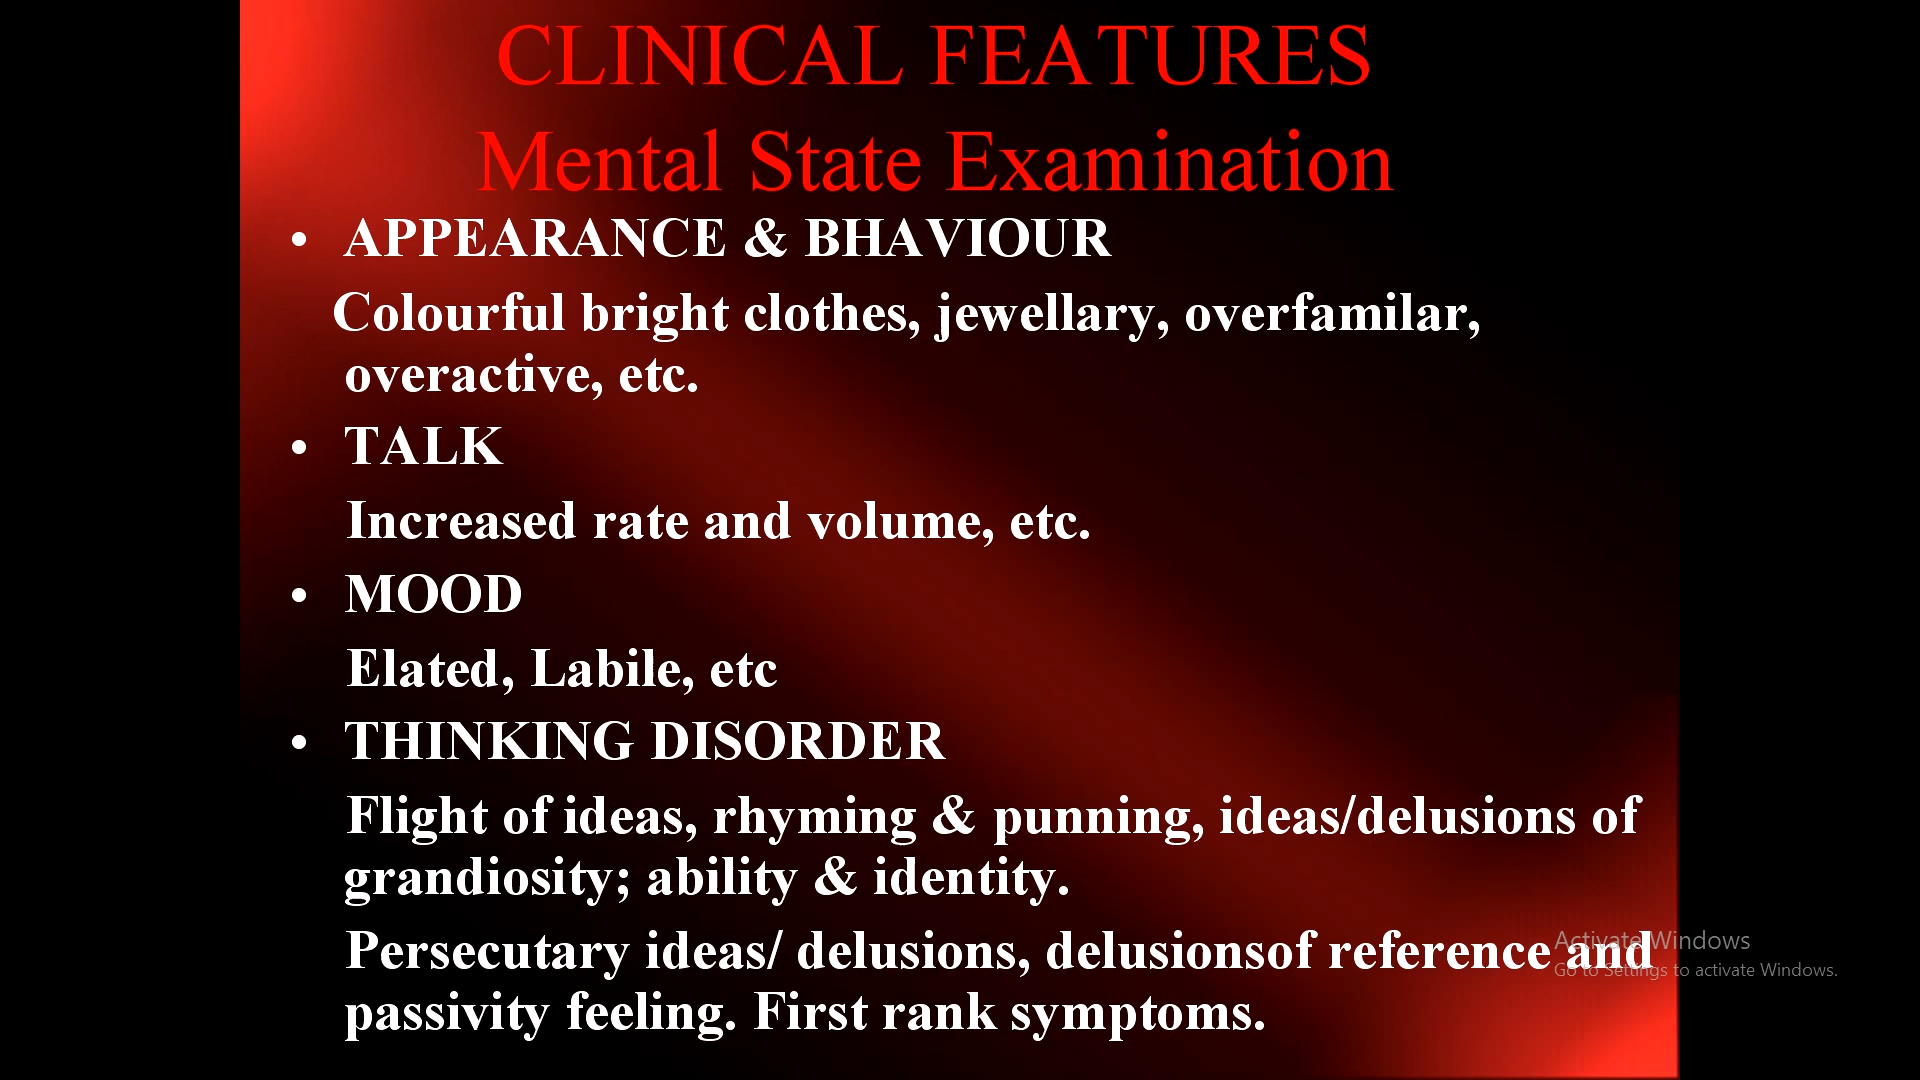 CLINICAL FEATURES
Mental State Examination
• APPEARANCE & BHAVIOUR
Colourful bright clothes, jewellary, overfamilar,
overactive, etc.
• TALK
Increased rate and volume, etc.
• MOOD
Elated, Labile, etc
• THINKING DISORDER
Flight of ideas, rhyming & punning, ideas/delusions of
grandiosity; ability & identity.
Persecutary ideas/ delusions, delusionsof reference and
passivity feeling. First rank symptoms.
Activate Windows
Go to Settings to activate Windows.